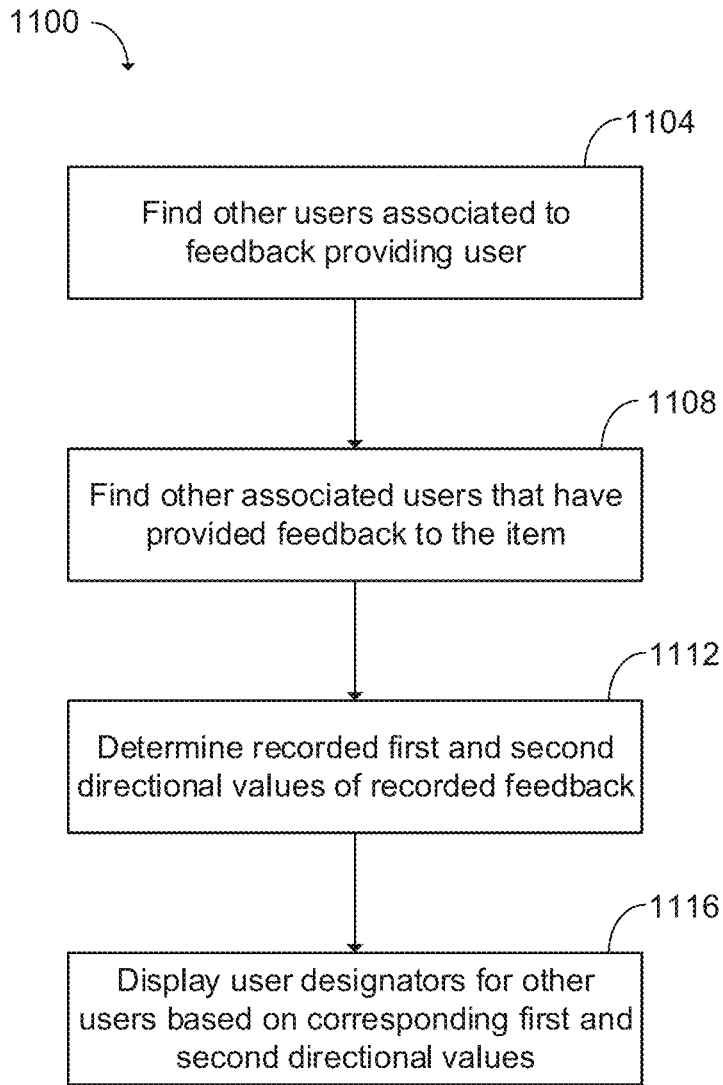 1100
1104
Find other users associated to
feedback providing user
1108
Find other associated users that have
provided feedback to the item
1112
Determine recorded first and second
directional values of recorded feedback
1116
Display user designators for other
users based on corresponding first and
second directional values